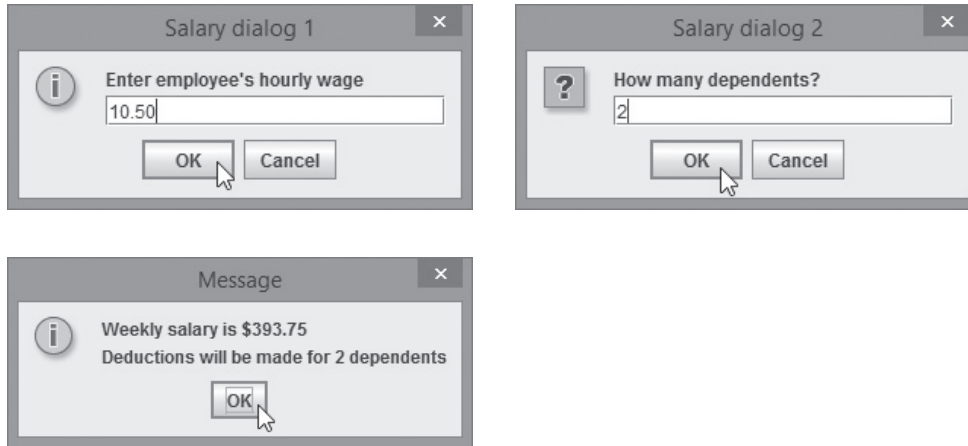 Salary dialog 1
Enter employee's hourly wage
10.50
OK Cancel
Salary dialog 2
How many dependents?
2
OK Cancel
Message
Weekly salary is $393.75
Deductions will be made for 2 dependents
OK